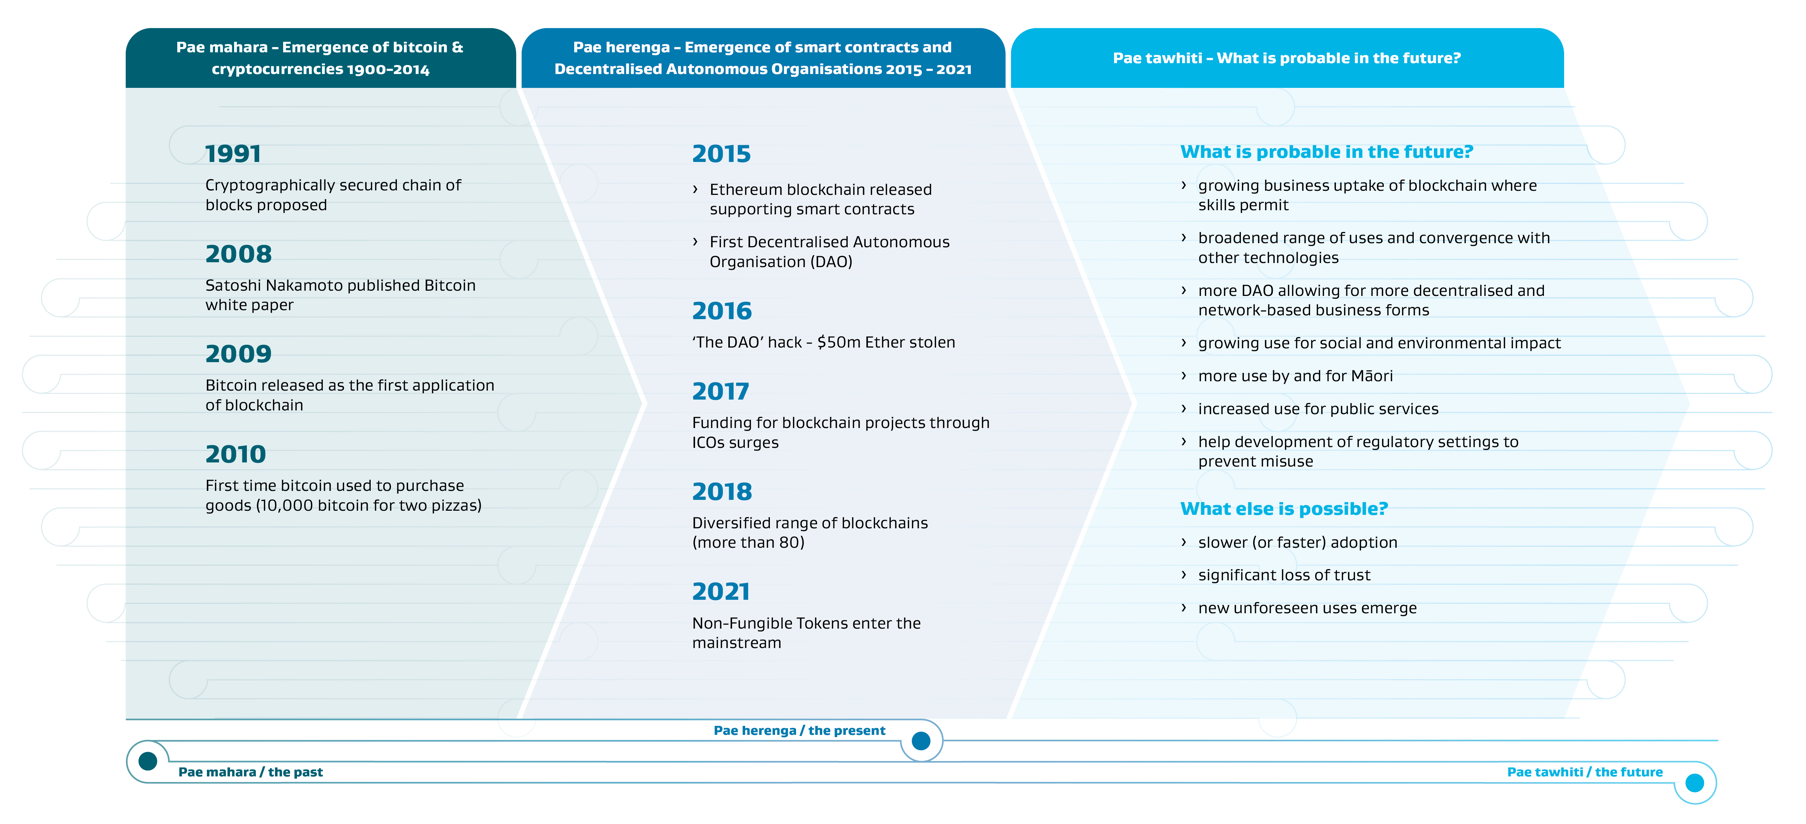 Pae mahara – Emergence of bitcoin &
cryptocurrencies 1900–2014
1991
Cryptographically secured chain of
blocks proposed
2008
Satoshi Nakamoto published Bitcoin
white paper
2009
Bitcoin released as the first application
of blockchain
2010
First time bitcoin used to purchase
goods (10,000 bitcoin for two pizzas)
Pae herenga – Emergence of smart contracts and
Decentralised Autonomous Organisations 2015 – 2021
2015
› Ethereum blockchain released
supporting smart contracts
› First Decentralised Autonomous
Organisation (DAO)
2016
‘The DAO’ hack – $50m Ether stolen
2017
Funding for blockchain projects through
ICOs surges
2018
Diversified range of blockchains
(more than 80)
2021
Non-Fungible Tokens enter the
mainstream
Pae tawhiti – What is probable in the future?
What is probable in the future?
› growing business uptake of blockchain where
skills permit
› broadened range of uses and convergence with
other technologies
› more DAO allowing for more decentralised and
network-based business forms
› growing use for social and environmental impact
› more use by and for Māori
› increased use for public services
› help development of regulatory settings to
prevent misuse
What else is possible?
› slower (or faster) adoption
› significant loss of trust
› new unforeseen uses emerge
Pae herenga / the present
Pae mahara / the past
Pae tawhiti / the future